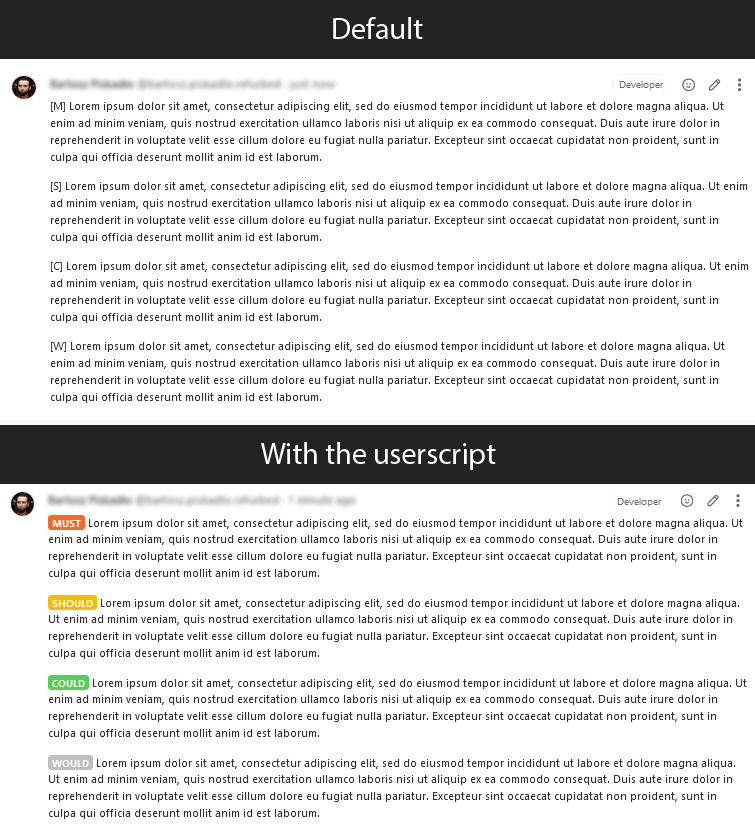 Default
Developer
[M] Lorem ipsum dolor sit amet, consectetur adipiscing elit, sed do eiusmod tempor incididunt ut labore et dolore magna aliqua. Ut
enim ad minim veniam, quis nostrud exercitation ullamco laboris nisi ut aliquip ex ea commodo consequat. Duis aute irure dolor in
reprehenderit in voluptate velit esse cillum dolore eu fugiat nulla pariatur. Excepteur sint occaecat cupidatat non proident, sunt in
culpa qui officia deserunt mollit anim id est laborum.
[S] Lorem ipsum dolor sit amet, consectetur adipiscing elit, sed do eiusmod tempor incididunt ut labore et dolore magna aliqua. Ut enim
ad minim veniam, quis nostrud exercitation ullamco laboris nisi ut aliquip ex ea commodo consequat. Duis aute irure dolor in
reprehenderit in voluptate velit esse cillum dolore eu fugiat nulla pariatur. Excepteur sint occaecat cupidatat non proident, sunt in
culpa qui officia deserunt mollit anim id est laborum.
[C] Lorem ipsum dolor sit amet, consectetur adipiscing elit, sed do eiusmod tempor incididunt ut labore et dolore magna aliqua. Ut enim
ad minim veniam, quis nostrud exercitation ullamco laboris nisi ut aliquip ex ea commodo consequat. Duis aute irure dolor in
reprehenderit in voluptate velit esse cillum dolore eu fugiat nulla pariatur. Excepteur sint occaecat cupidatat non proident, sunt in
culpa qui officia deserunt mollit anim id est laborum.
[W] Lorem ipsum dolor sit amet, consectetur adipiscing elit, sed do eiusmod tempor incididunt ut labore et dolore magna aliqua. Ut
enim ad minim veniam, quis nostrud exercitation ullamco laboris nisi ut aliquip ex ea commodo consequat. Duis aute irure dolor in
reprehenderit in voluptate velit esse cillum dolore eu fugiat nulla pariatur. Excepteur sint occaecat cupidatat non proident, sunt in
culpa qui officia deserunt mollit anim id est laborum.
With the userscript
Developer
MUST Lorem ipsum dolor sit amet, consectetur adipiscing elit, sed do eiusmod tempor incididunt ut labore et dolore magna aliqua. Ut
enim ad minim veniam, quis nostrud exercitation ullamco laboris nisi ut aliquip ex ea commodo consequat. Duis aute irure dolor in
reprehenderit in voluptate velit esse cillum dolore eu fugiat nulla pariatur. Excepteur sint occaecat cupidatat non proident, sunt in
culpa qui officia deserunt mollit anim id est laborum.
SHOULD Lorem ipsum dolor sit amet, consectetur adipiscing elit, sed do eiusmod tempor incididunt ut labore et dolore magna aliqua.
Ut enim ad minim veniam, quis nostrud exercitation ullamco laboris nisi ut aliquip ex ea commodo consequat. Duis aute irure dolor in
reprehenderit in voluptate velit esse cillum dolore eu fugiat nulla pariatur. Excepteur sint occaecat cupidatat non proident, sunt in
culpa qui officia deserunt mollit anim id est laborum.
COULD Lorem ipsum dolor sit amet, consectetur adipiscing elit, sed do eiusmod tempor incididunt ut labore et dolore magna aliqua. Ut
enim ad minim veniam, quis nostrud exercitation ullamco laboris nisi ut aliquip ex ea commodo consequat. Duis aute irure dolor in
reprehenderit in voluptate velit esse cillum dolore eu fugiat nulla pariatur. Excepteur sint occaecat cupidatat non proident, sunt in
culpa qui officia deserunt mollit anim id est laborum.
WOULD Lorem ipsum dolor sit amet, consectetur adipiscing elit, sed do eiusmod tempor incididunt ut labore et dolore magna aliqua.
Ut enim ad minim veniam, quis nostrud exercitation ullamco laboris nisi ut aliquip ex ea commodo consequat. Duis aute irure dolor in
reprehenderit in voluptate velit esse cillum dolore eu fugiat nulla pariatur. Excepteur sint occaecat cupidatat non proident, sunt in
culpa qui officia deserunt mollit anim id est laborum.